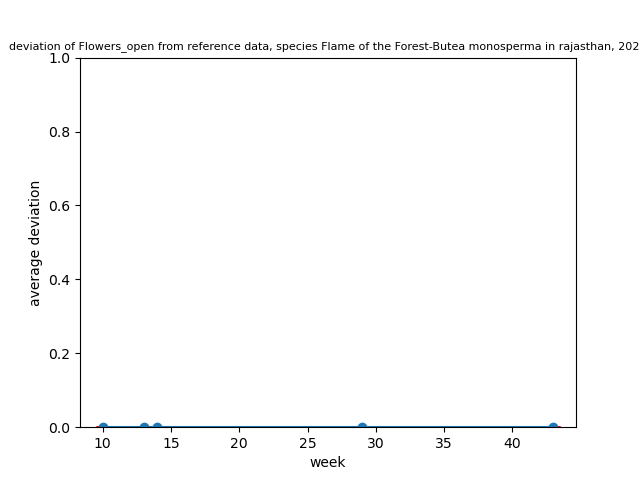 deviation of Flowers_open from reference data, species Flame of the Forest-Butea monosperma in rajasthan, 202
1.0
0.8
0.6
0.4
0.2
0.0
average deviation
10 15 20 25 30 35 40
week